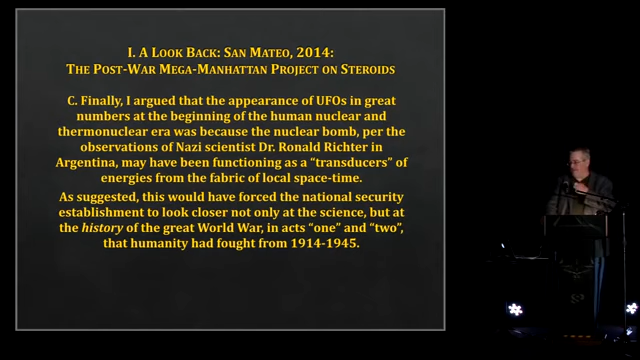 I. A LOOK BACK: SAN MATEO, 2014:
THE POST-WAR MEGA-MANHATTAN PROJECT ON STEROIDS
C. Finally, I argued that the appearance of UFOs in great
numbers at the beginning of the human nuclear and
thermonuclear era was because the nuclear bomb, per the
observations of Nazi scientist Dr. Ronald Richter in
Argentina, may have been functioning as a “transducers” of
energies from the fabric of local space-time.
As suggested, this would have forced the national security
establishment to look closer not only at the science, but at
the history of the great World War, in acts “one” and “two”,
that humanity had fought from 1914-1945.